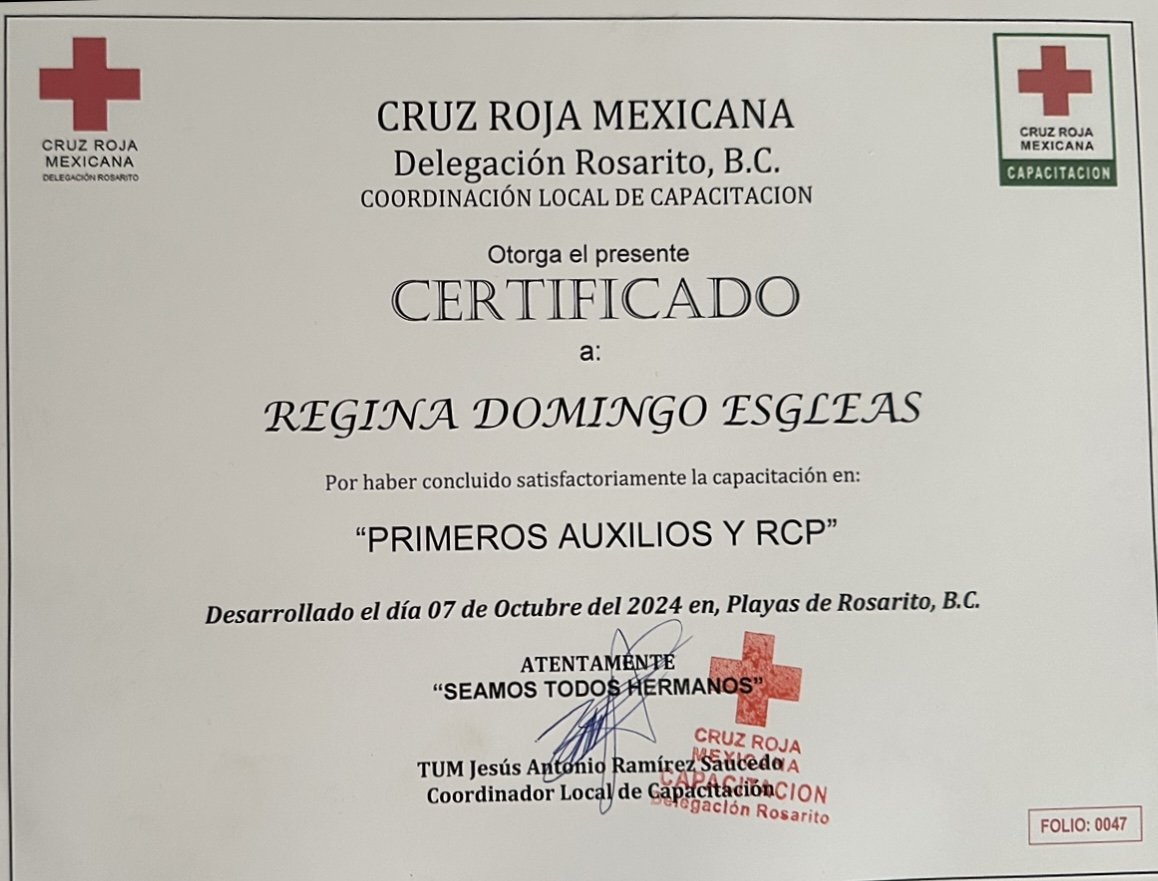 CRUZ ROJA
MEXICANA
DELEGACIÓN ROSARITO
CRUZ ROJA MEXICANA
Delegación Rosarito, B.C.
COORDINACIÓN LOCAL DE CAPACITACION
CRUZ ROJA
MEXICANA
CAPACITACION
Otorga el presente
CERTIFICADO
a:
REGINA DOMINGO ESGLEAS
Por haber concluido satisfactoriamente la capacitación en:
“PRIMEROS AUXILIOS Y RCP”
Desarrollado el día 07 de Octubre del 2024 en, Playas de Rosarito, B.C.
ATENTAMENTE
“SEAMOS TODOS HERMANOS”
TUM Jesús Antonio Ramírez Saucedo
Coordinador Local de Capacitación
CRUZ ROJA
MEXICANA
CAPACITACION
Delegación Rosarito
FOLIO: 0047